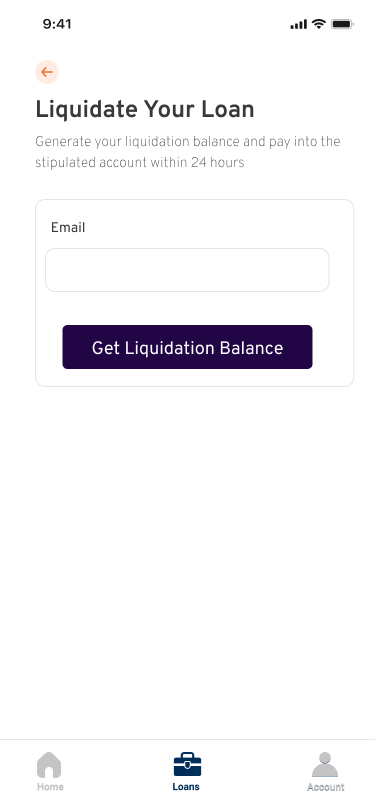 9:41
Liquidate Your Loan
Generate your liquidation balance and pay into the
stipulated account within 24 hours
Email
Get Liquidation Balance
Home
Loans
Account